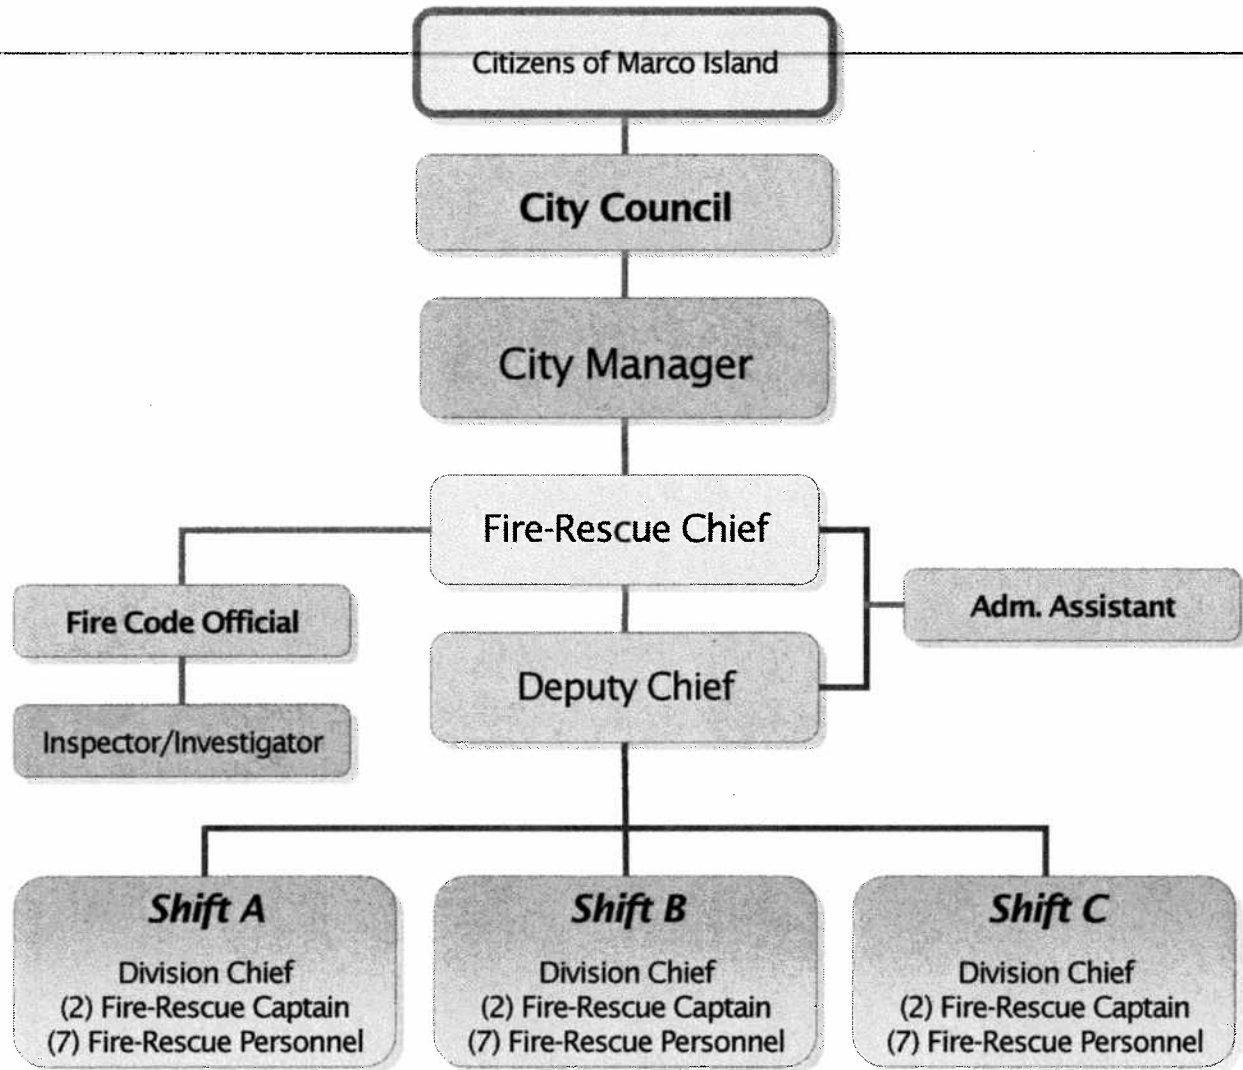 Citizens of Marco Island
City Council
City Manager
Fire-Rescue Chief
Fire Code Official
Adm. Assistant
Deputy Chief
Inspector/Investigator
Shift A
Division Chief
(2) Fire-Rescue Captain
(7) Fire-Rescue Personnel
Shift B
Division Chief
(2) Fire-Rescue Captain
(7) Fire-Rescue Personnel
Shift C
Division Chief
(2) Fire-Rescue Captain
(7) Fire-Rescue Personnel